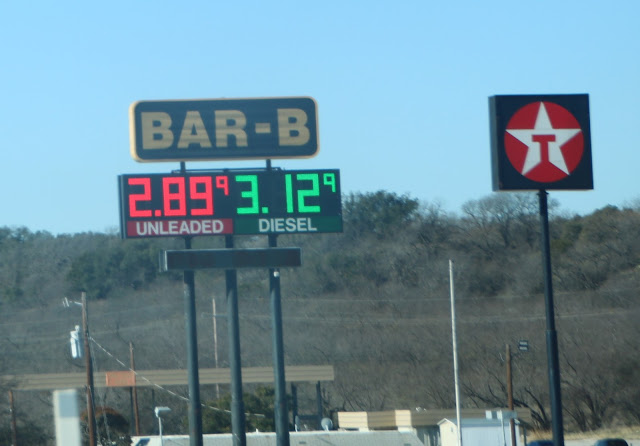 BAR-B
2.89⁹ 3.12⁹
UNLEADED DIESEL
T